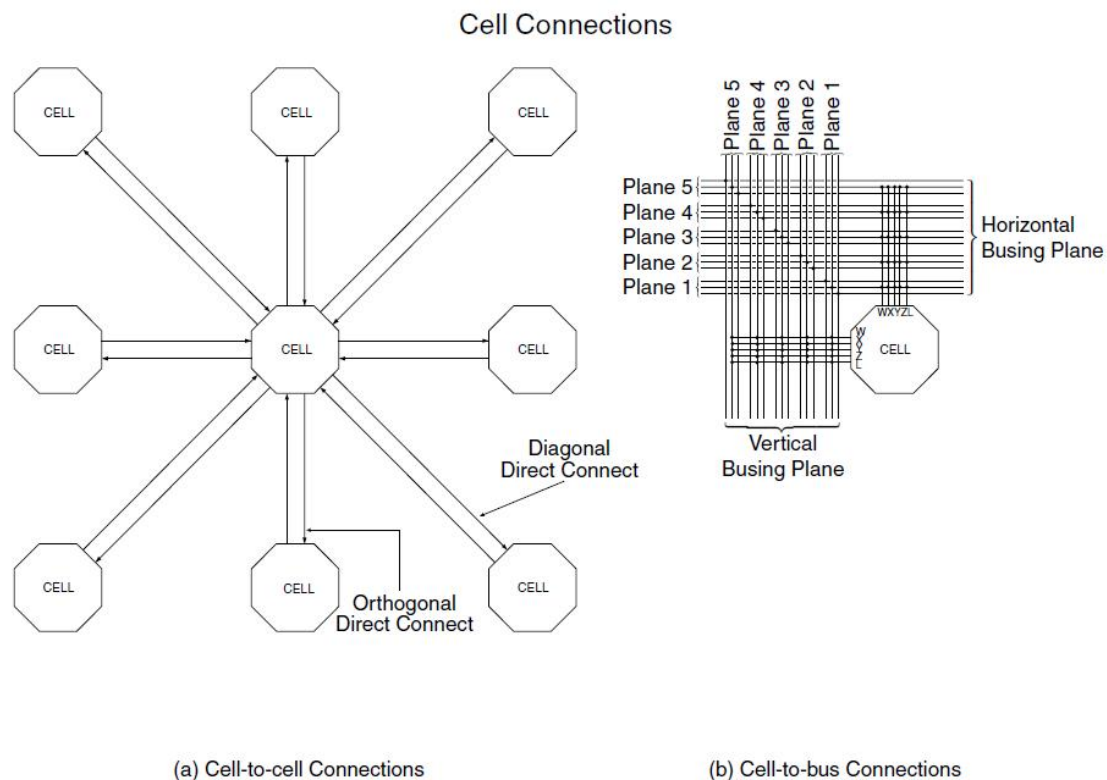 Cell Connections
CELL
CELL
CELL
CELL
CELL
CELL
CELL
CELL
CELL
Diagonal
Direct Connect
Orthogonal
Direct Connect
(a) Cell-to-cell Connections
Plane 5
Plane 4
Plane 3
Plane 2
Plane 1
Plane 5
Plane 4
Plane 3
Plane 2
Plane 1
Horizontal
Busing Plane
WXYZL
W
X
Y
Z
L
CELL
Vertical
Busing Plane
(b) Cell-to-bus Connections